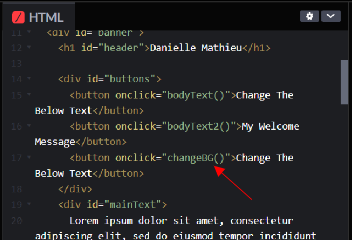 HTML
11 <div id="banner">
12 <h1 id="header">Danielle Mathieu</h1>
13
14 <div id="buttons">
15 <button onclick="bodyText()">Change The
Below Text</button>
16 <button onclick="bodyText2()">My Welcome
Message</button>
17 <button onclick="changeBG()">Change The
Below Text</button>
18 </div>
19 <div id="mainText">
20 Lorem ipsum dolor sit amet, consectetur
adipiscing elit, sed do eiusmod tempor incididunt